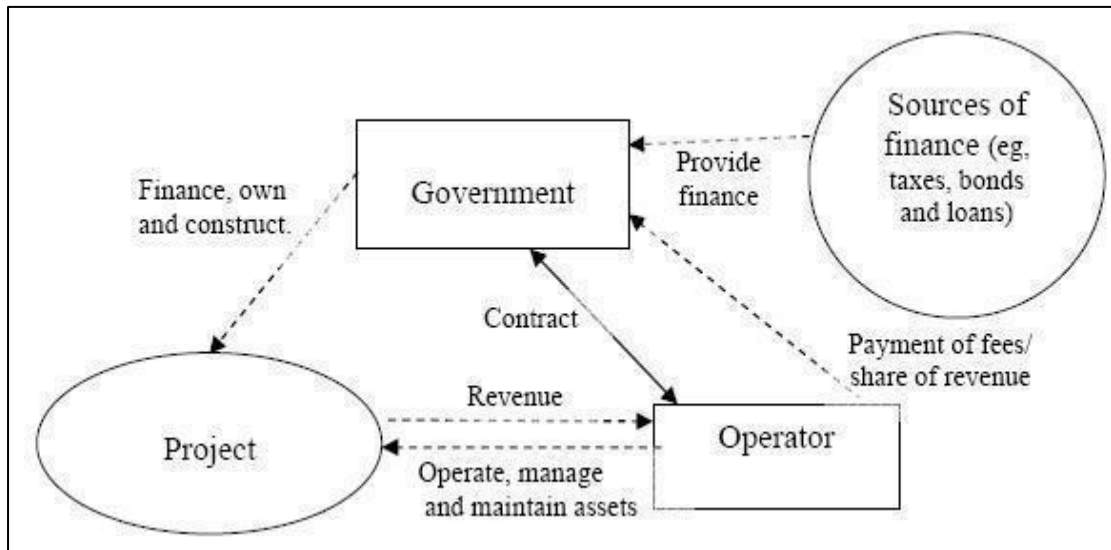 Sources of
finance (eg,
taxes, bonds
and loans)
Government
Provide
finance
Finance, own
and construct.
Contract
Payment of fees/
share of revenue
Revenue
Operator
Project
Operate, manage
and maintain assets